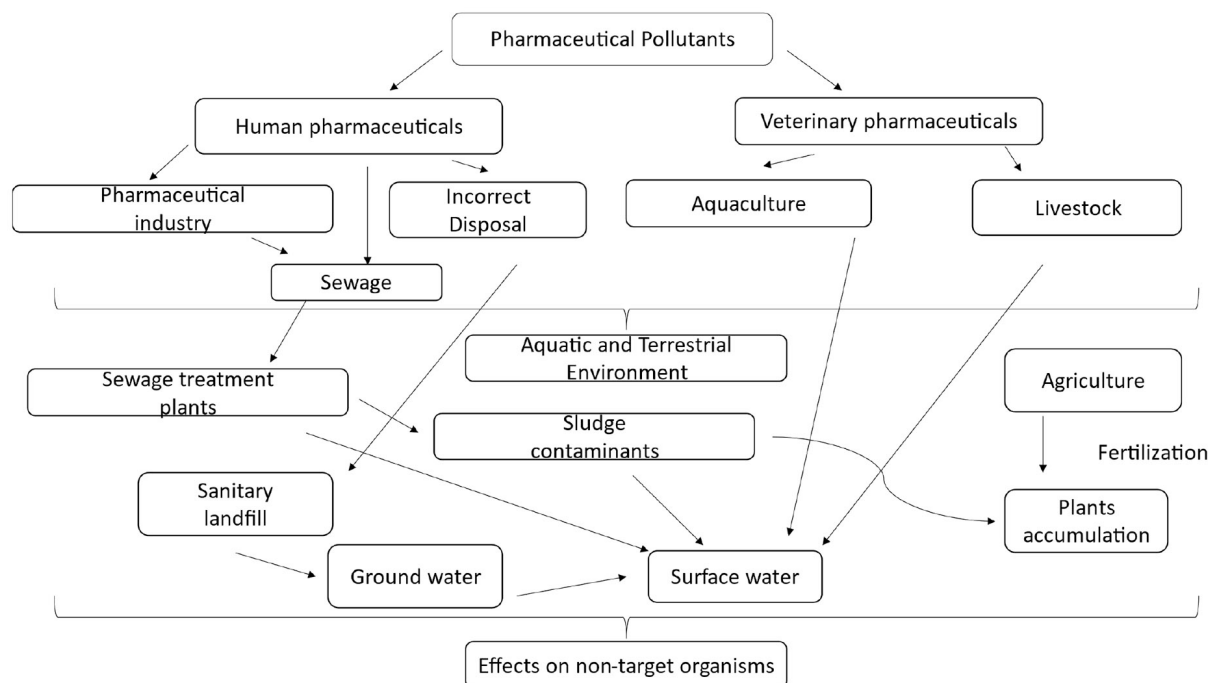 Pharmaceutical Pollutants
Human pharmaceuticals
Veterinary pharmaceuticals
Pharmaceutical
industry
Incorrect
Disposal
Aquaculture
Livestock
Sewage
Aquatic and Terrestrial
Environment
Sewage treatment
plants
Agriculture
Sludge
contaminants
Fertilization
Sanitary
landfill
Plants
accumulation
Ground water
Surface water
Effects on non-target organisms